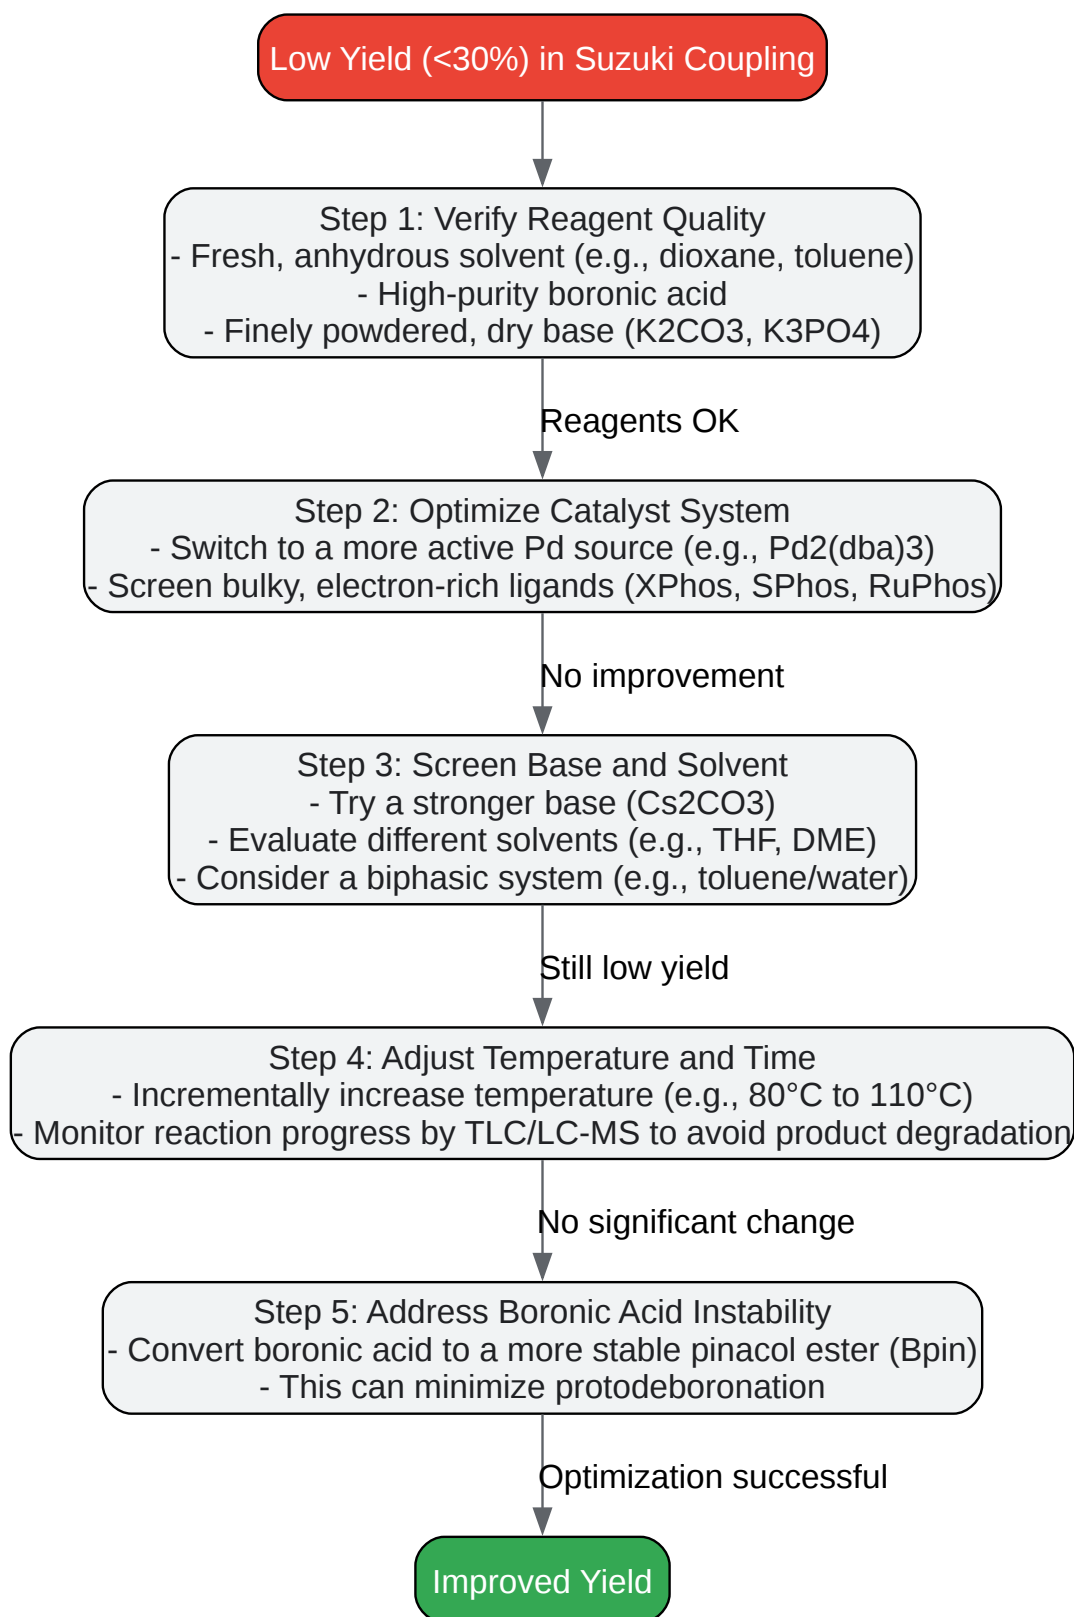 Low Yield (<30%) in Suzuki Coupling
Step 1: Verify Reagent Quality
- Fresh, anhydrous solvent (e.g., dioxane, toluene)
- High-purity boronic acid
- Finely powdered, dry base (K2CO3, K3PO4)
Reagents OK
Step 2: Optimize Catalyst System
- Switch to a more active Pd source (e.g., Pd2(dba)3)
- Screen bulky, electron-rich ligands (XPhos, SPhos, RuPhos)
No improvement
Step 3: Screen Base and Solvent
- Try a stronger base (Cs2CO3)
- Evaluate different solvents (e.g., THF, DME)
- Consider a biphasic system (e.g., toluene/water)
Still low yield
Step 4: Adjust Temperature and Time
- Incrementally increase temperature (e.g., 80°C to 110°C)
- Monitor reaction progress by TLC/LC-MS to avoid product degradation
No significant change
Step 5: Address Boronic Acid Instability
- Convert boronic acid to a more stable pinacol ester (Bpin)
- This can minimize protodeboronation
Optimization successful
Improved Yield